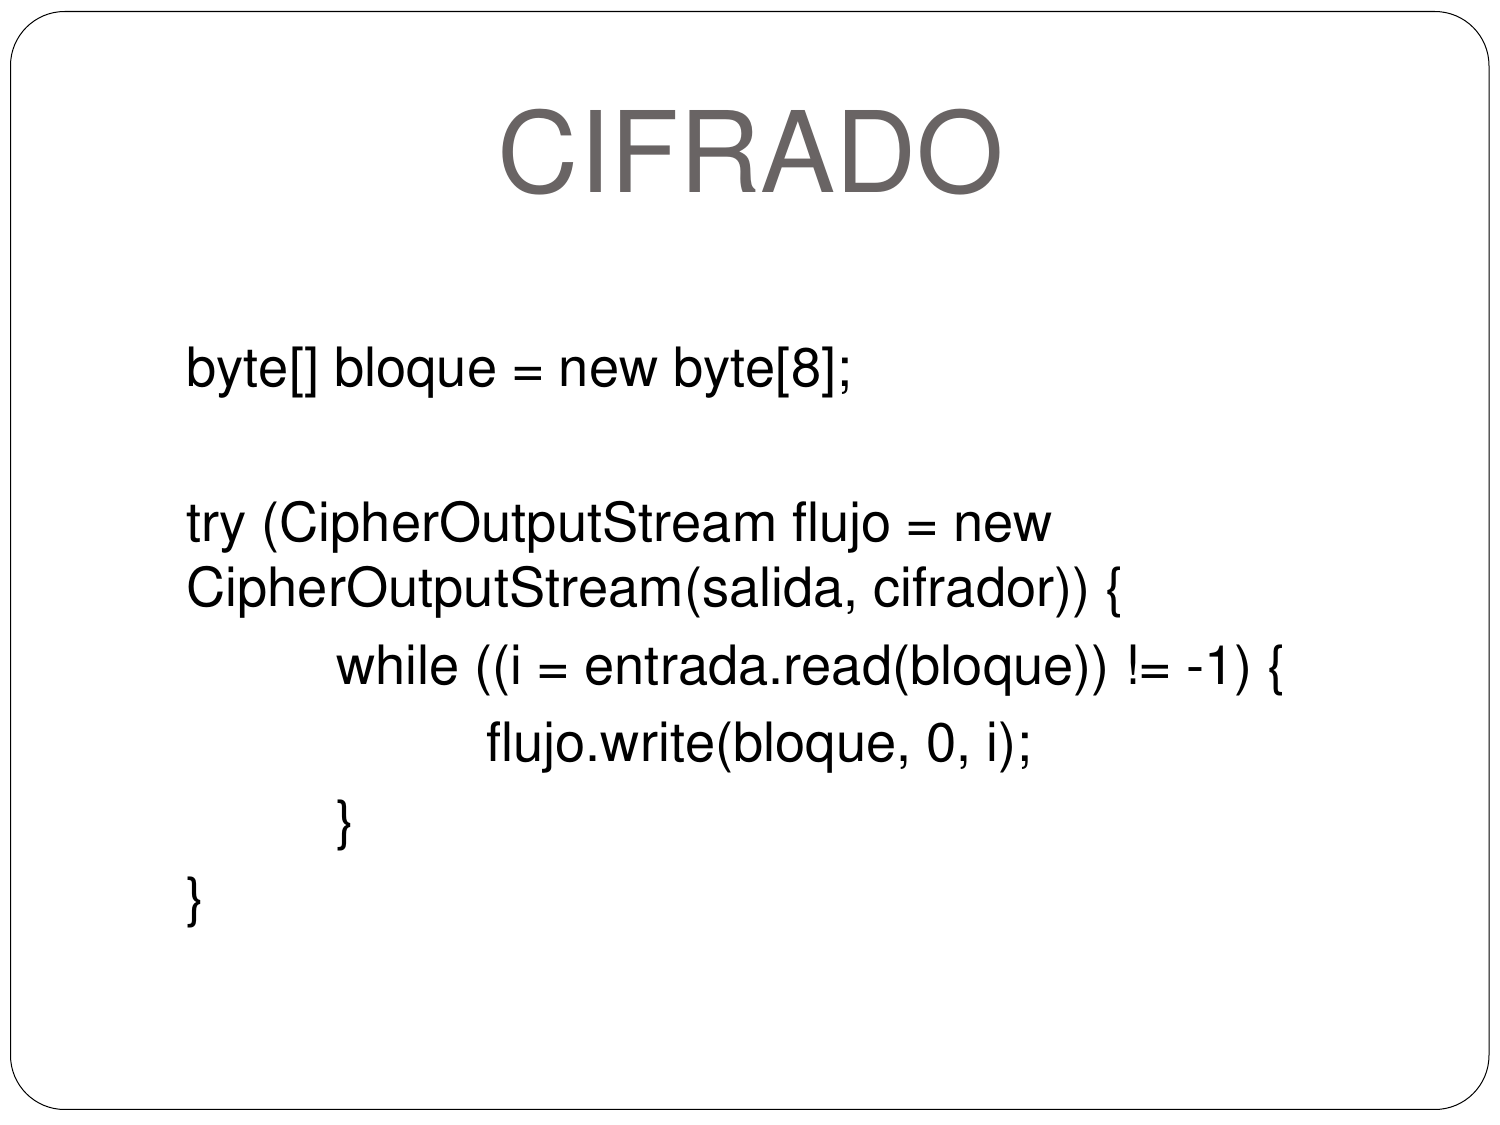 CIFRADO
byte[] bloque = new byte[8];
try (CipherOutputStream flujo = new
CipherOutputStream(salida, cifrador)) {
while ((i = entrada.read(bloque)) != -1) {
flujo.write(bloque, 0, i);
}
}